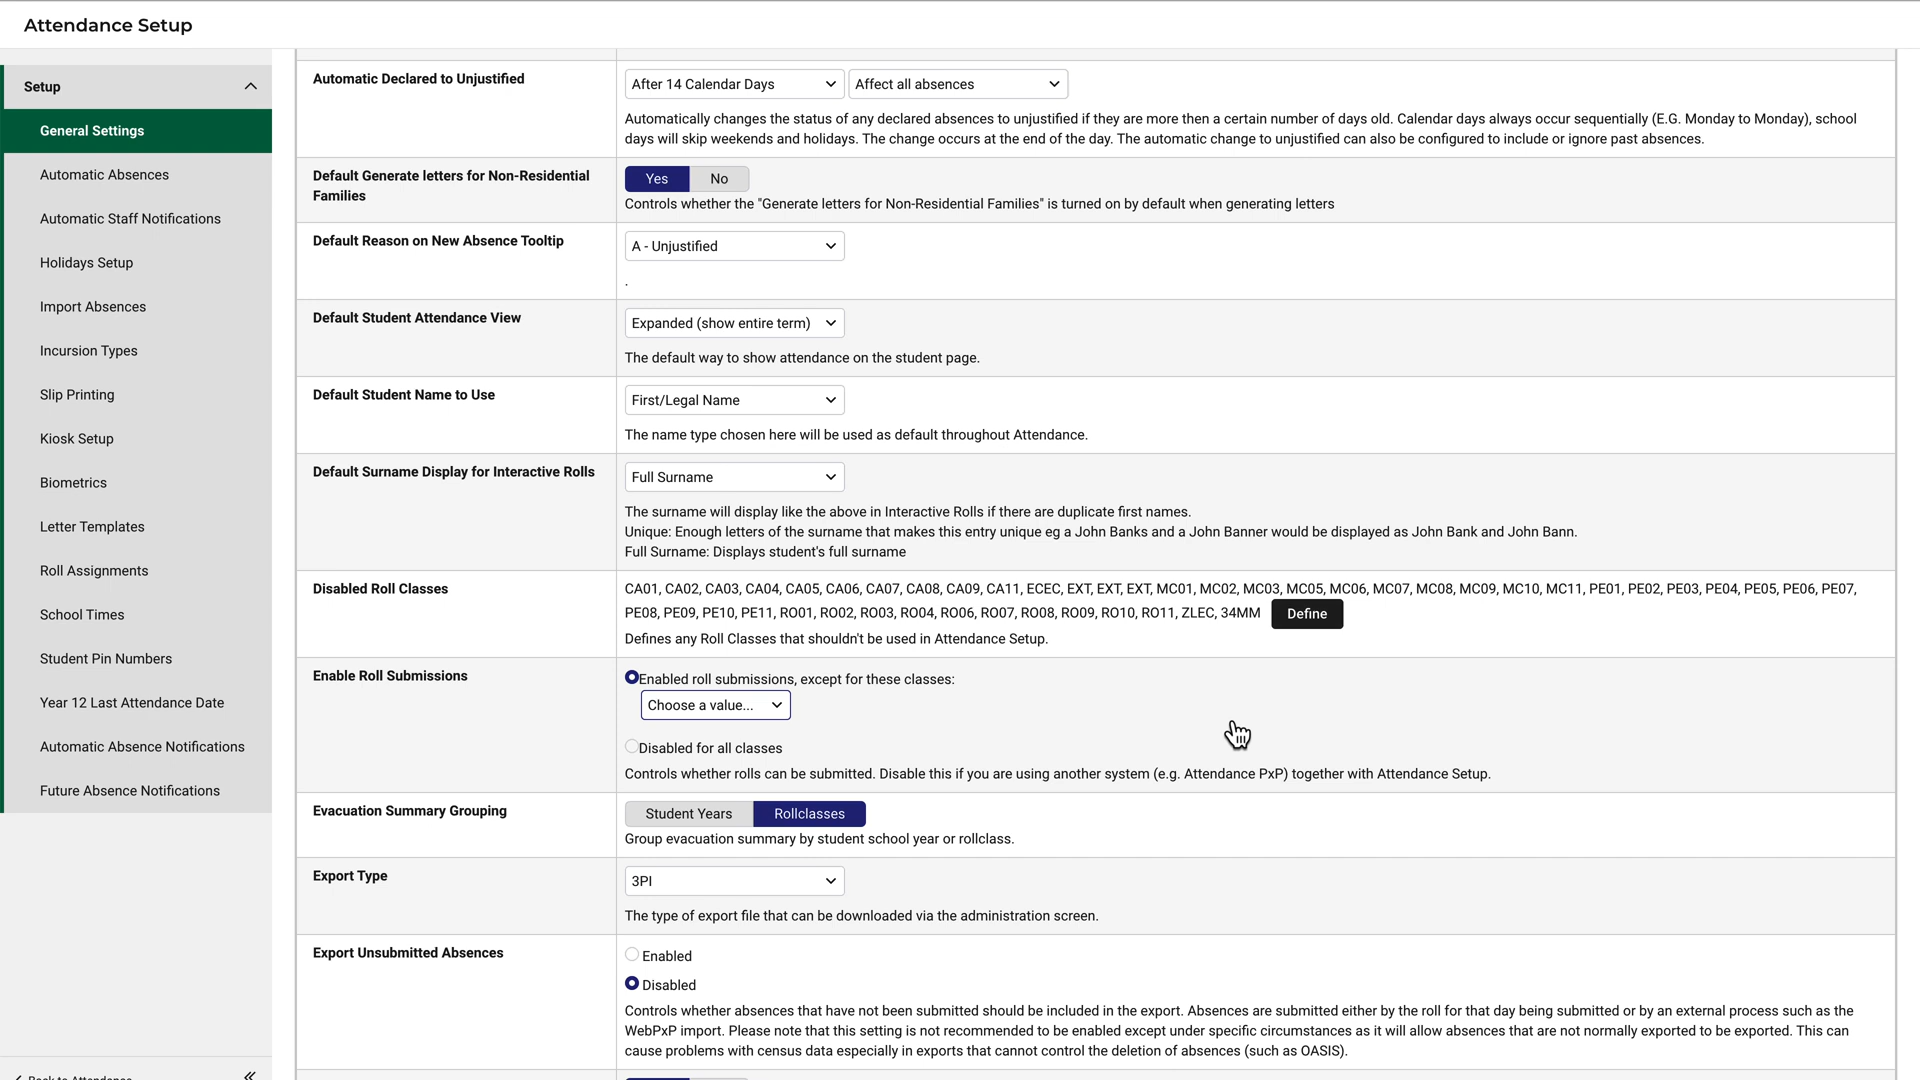 Attendance Setup
Setup
General Settings
Automatic Absences
Automatic Staff Notifications
Holidays Setup
Import Absences
Incursion Types
Slip Printing
Kiosk Setup
Biometrics
Letter Templates
Roll Assignments
School Times
Student Pin Numbers
Year 12 Last Attendance Date
Automatic Absence Notifications
Future Absence Notifications
Back to Attendance
Automatic Declared to Unjustified
After 14 Calendar Days
Affect all absences
Automatically changes the status of any declared absences to unjustified if they are more then a certain number of days old. Calendar days always occur sequentially (E.G. Monday to Monday), school
days will skip weekends and holidays. The change occurs at the end of the day. The automatic change to unjustified can also be configured to include or ignore past absences.
Default Generate letters for Non-Residential
Families
Yes
No
Controls whether the "Generate letters for Non-Residential Families" is turned on by default when generating letters
Default Reason on New Absence Tooltip
A - Unjustified
.
Default Student Attendance View
Expanded (show entire term)
The default way to show attendance on the student page.
Default Student Name to Use
First/Legal Name
The name type chosen here will be used as default throughout Attendance.
Default Surname Display for Interactive Rolls
Full Surname
The surname will display like the above in Interactive Rolls if there are duplicate first names.
Unique: Enough letters of the surname that makes this entry unique eg a John Banks and a John Banner would be displayed as John Bank and John Bann.
Full Surname: Displays student's full surname
Disabled Roll Classes
CA01, CA02, CA03, CA04, CA05, CA06, CA07, CA08, CA09, CA11, ECEC, EXT, EXT, EXT, MC01, MC02, MC03, MC05, MC06, MC07, MC08, MC09, MC10, MC11, PE01, PE02, PE03, PE04, PE05, PE06, PE07,
PE08, PE09, PE10, PE11, RO01, RO02, RO03, RO04, RO06, RO07, RO08, RO09, RO10, RO11, ZLEC, 34MM
Define
Defines any Roll Classes that shouldn't be used in Attendance Setup.
Enable Roll Submissions
Enabled roll submissions, except for these classes:
Choose a value...
Disabled for all classes
Controls whether rolls can be submitted. Disable this if you are using another system (e.g. Attendance PxP) together with Attendance Setup.
Evacuation Summary Grouping
Student Years
Rollclasses
Group evacuation summary by student school year or rollclass.
Export Type
3PI
The type of export file that can be downloaded via the administration screen.
Export Unsubmitted Absences
Enabled
Disabled
Controls whether absences that have not been submitted should be included in the export. Absences are submitted either by the roll for that day being submitted or by an external process such as the
WebPxP import. Please note that this setting is not recommended to be enabled except under specific circumstances as it will allow absences that are not normally exported to be exported. This can
cause problems with census data especially in exports that cannot control the deletion of absences (such as OASIS).